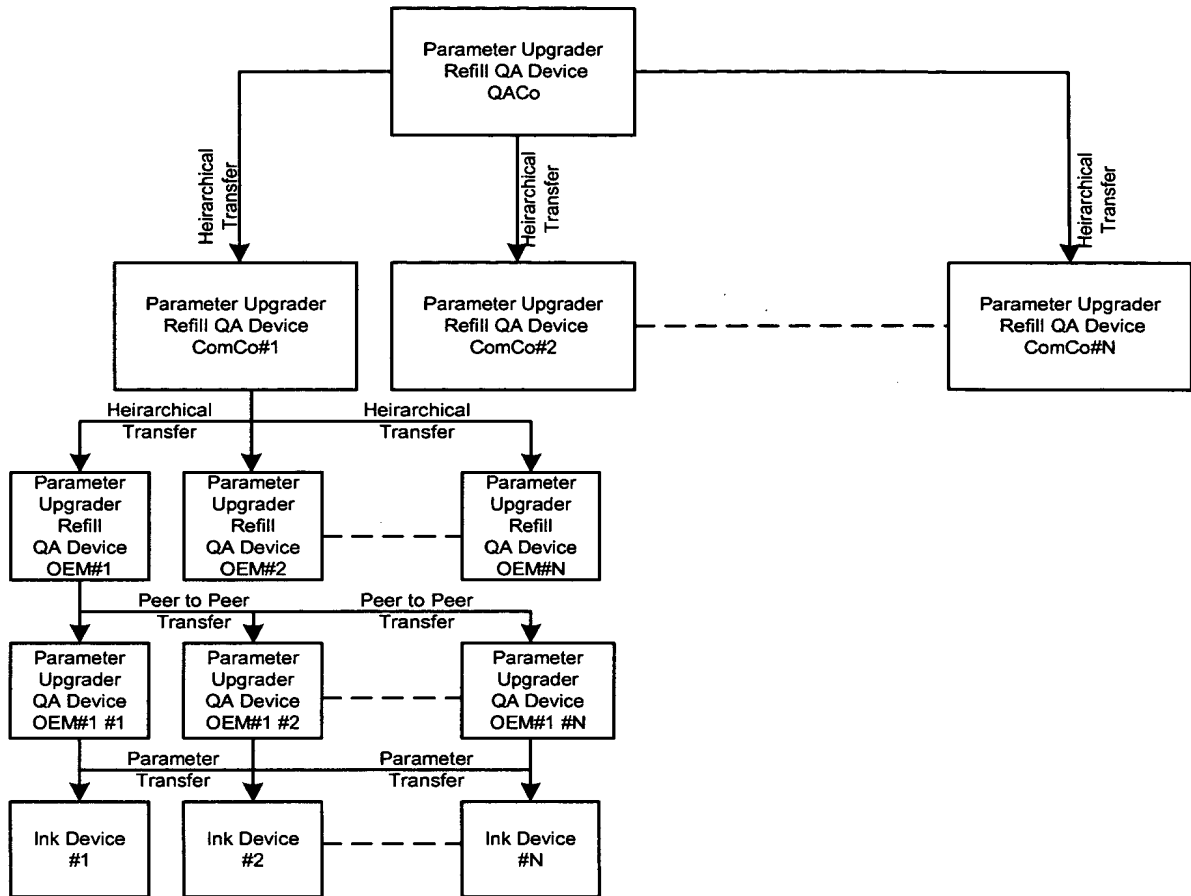 Parameter Upgrader
Refill QA Device
QACo
Heirarchical
Transfer
Heirarchical
Transfer
Heirarchical
Transfer
Parameter Upgrader
Refill QA Device
ComCo#1
Parameter Upgrader
Refill QA Device
ComCo#2
Parameter Upgrader
Refill QA Device
ComCo#N
Heirarchical
Transfer
Heirarchical
Transfer
Parameter
Upgrader
Refill
QA Device
OEM#1
Parameter
Upgrader
Refill
QA Device
OEM#2
Parameter
Upgrader
Refill
QA Device
OEM#N
Peer to Peer
Transfer
Peer to Peer
Transfer
Parameter
Upgrader
QA Device
OEM#1 #1
Parameter
Upgrader
QA Device
OEM#1 #2
Parameter
Upgrader
QA Device
OEM#1 #N
Parameter
Transfer
Parameter
Transfer
Ink Device
#1
Ink Device
#2
Ink Device
#N